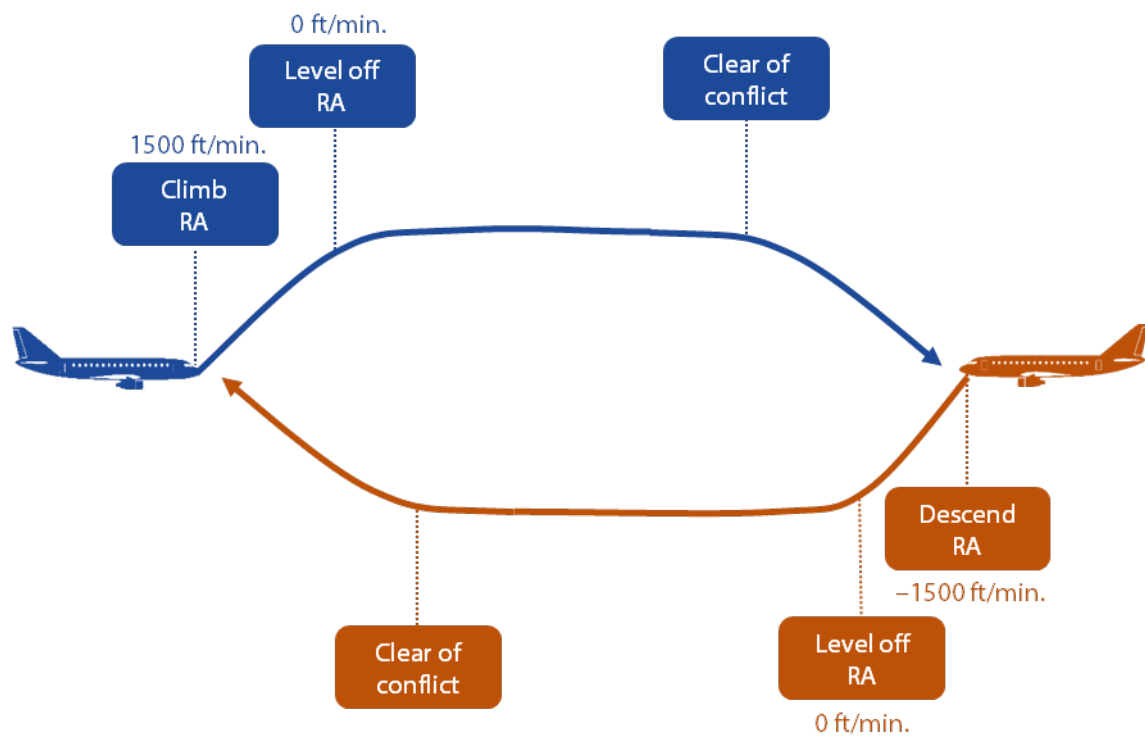 0 ft/min.
Level off
RA
Clear of
conflict
1500 ft/min.
Climb
RA
Descend
RA
–1500 ft/min.
Clear of
conflict
Level off
RA
0 ft/min.